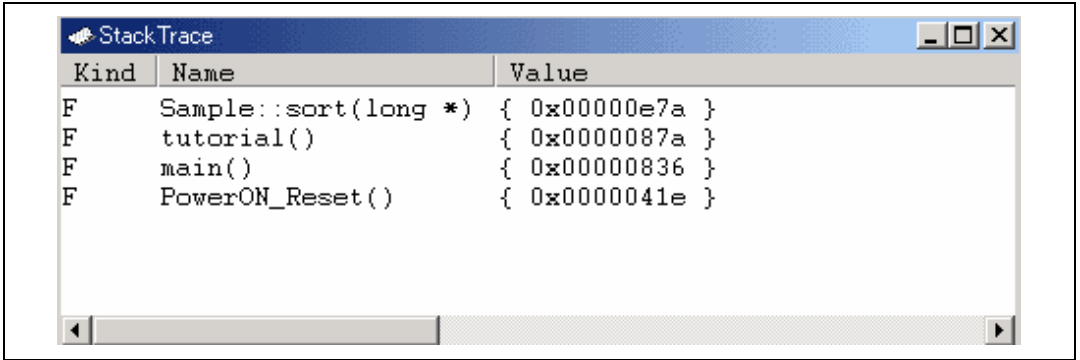 StackTrace
Kind Name Value
F Sample::sort(long *) { 0x00000e7a }
F tutorial() { 0x0000087a }
F main() { 0x00000836 }
F PowerON_Reset() { 0x0000041e }